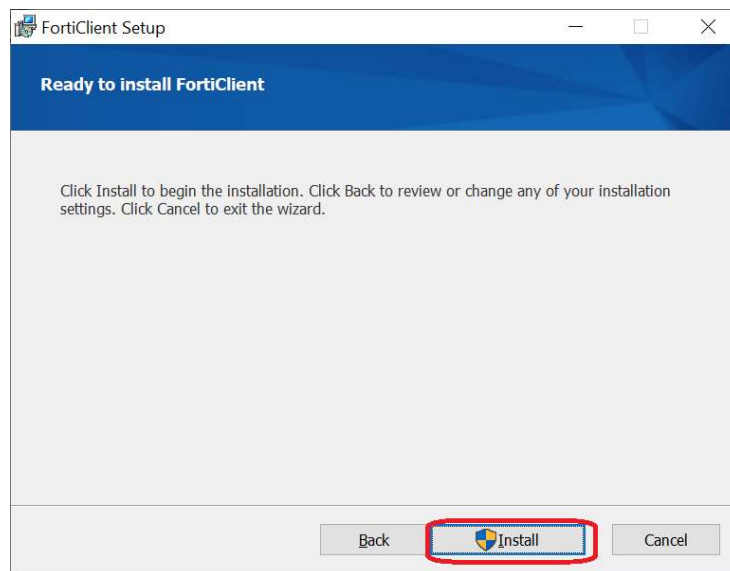 FortiClient Setup
Ready to install FortiClient
Click Install to begin the installation. Click Back to review or change any of your installation
settings. Click Cancel to exit the wizard.
Back Install Cancel